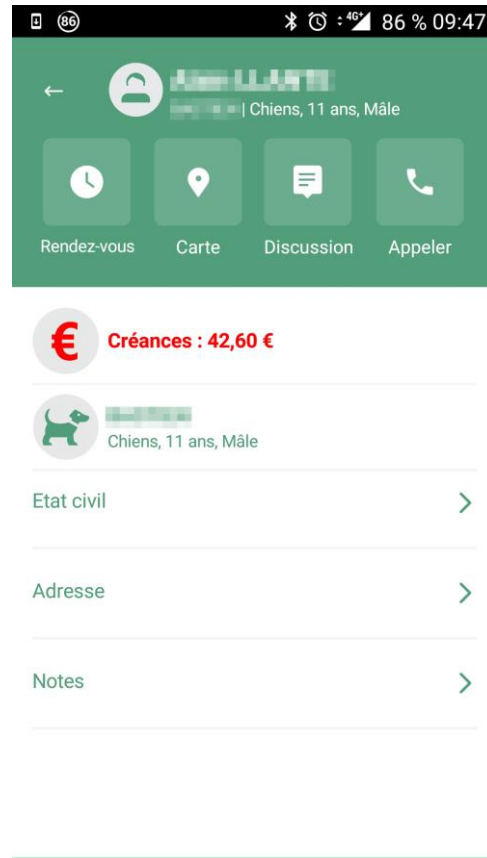 86
4G+ 86 % 09:47
| Chiens, 11 ans, Mâle
Rendez-vous Carte Discussion Appeler
€ Créances : 42,60 €
Chiens, 11 ans, Mâle
Etat civil
Adresse
Notes